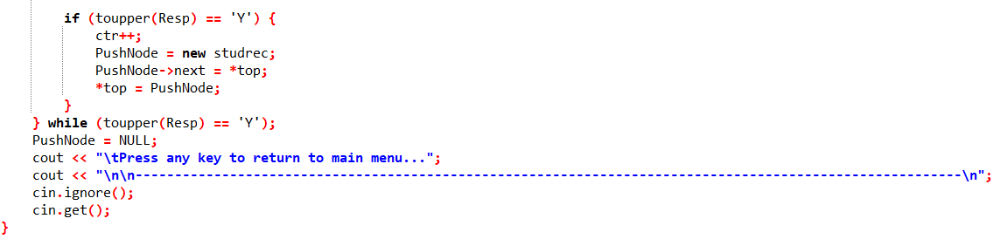 if (toupper(Resp) == 'Y') {
ctr++;
PushNode = new studrec;
PushNode->next = *top;
*top = PushNode;
}
} while (toupper(Resp) == 'Y');
PushNode = NULL;
cout << "\tPress any key to return to main menu...";
cout << "\n\n---------------------------------------------------------------------------------------------------------\n";
cin.ignore();
cin.get();
}